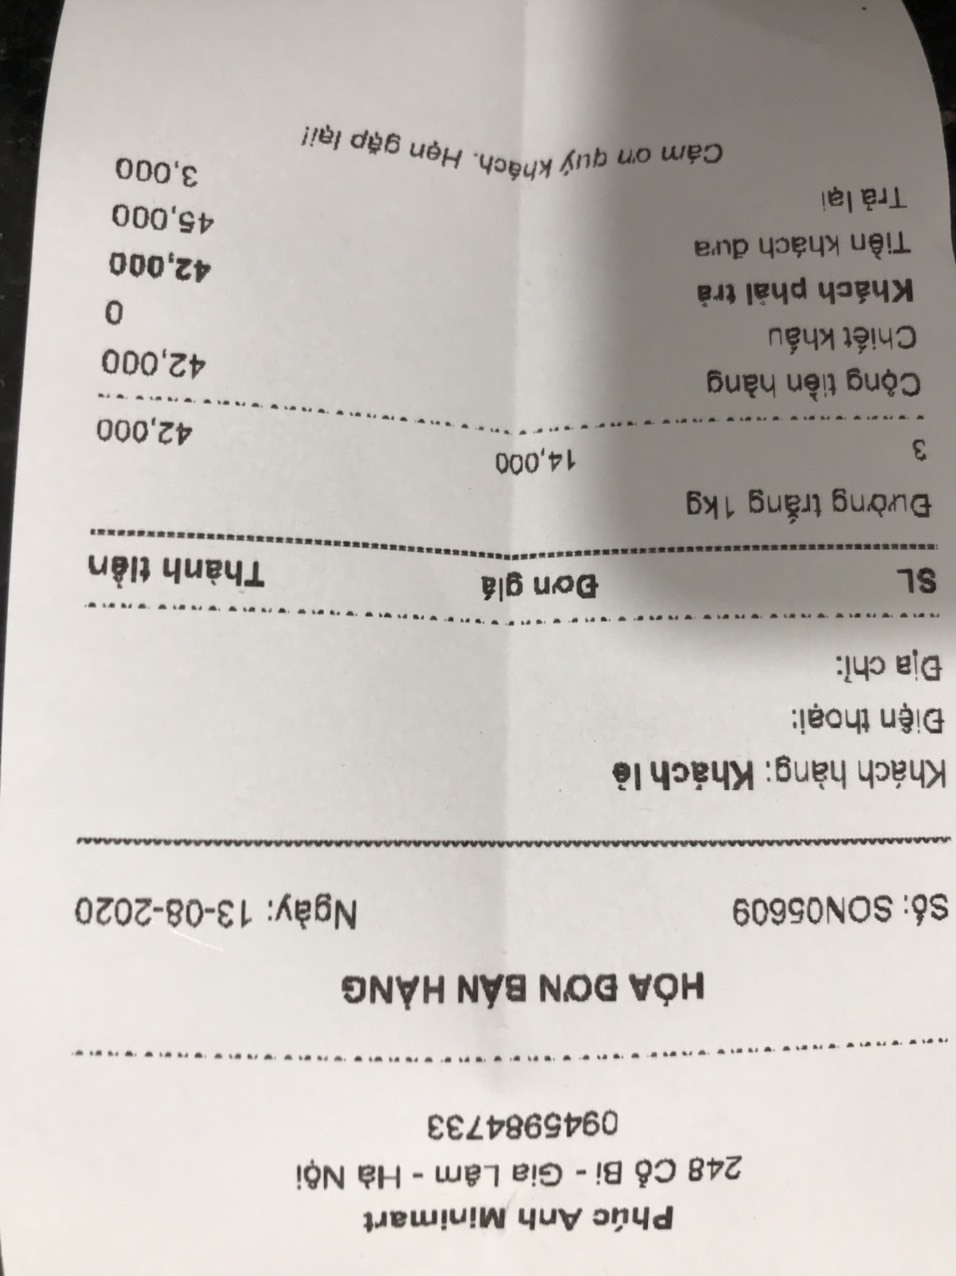 Phúc Anh Minimart
248 Cổ Bi - Gia Lâm - Hà Nội
0945984733
HÓA ĐƠN BÁN HÀNG
Số: SON05609 Ngày: 13-08-2020
Khách hàng: Khách lẻ
Điện thoại:
Địa chỉ:
SL Đơn giá Thành tiền
Đường trắng 1kg
3 14,000 42,000
Cộng tiền hàng 42,000
Chiết khấu 0
Khách phải trả 42,000
Tiền khách đưa 45,000
Trả lại 3,000
Cám ơn quý khách. Hẹn gặp lại!